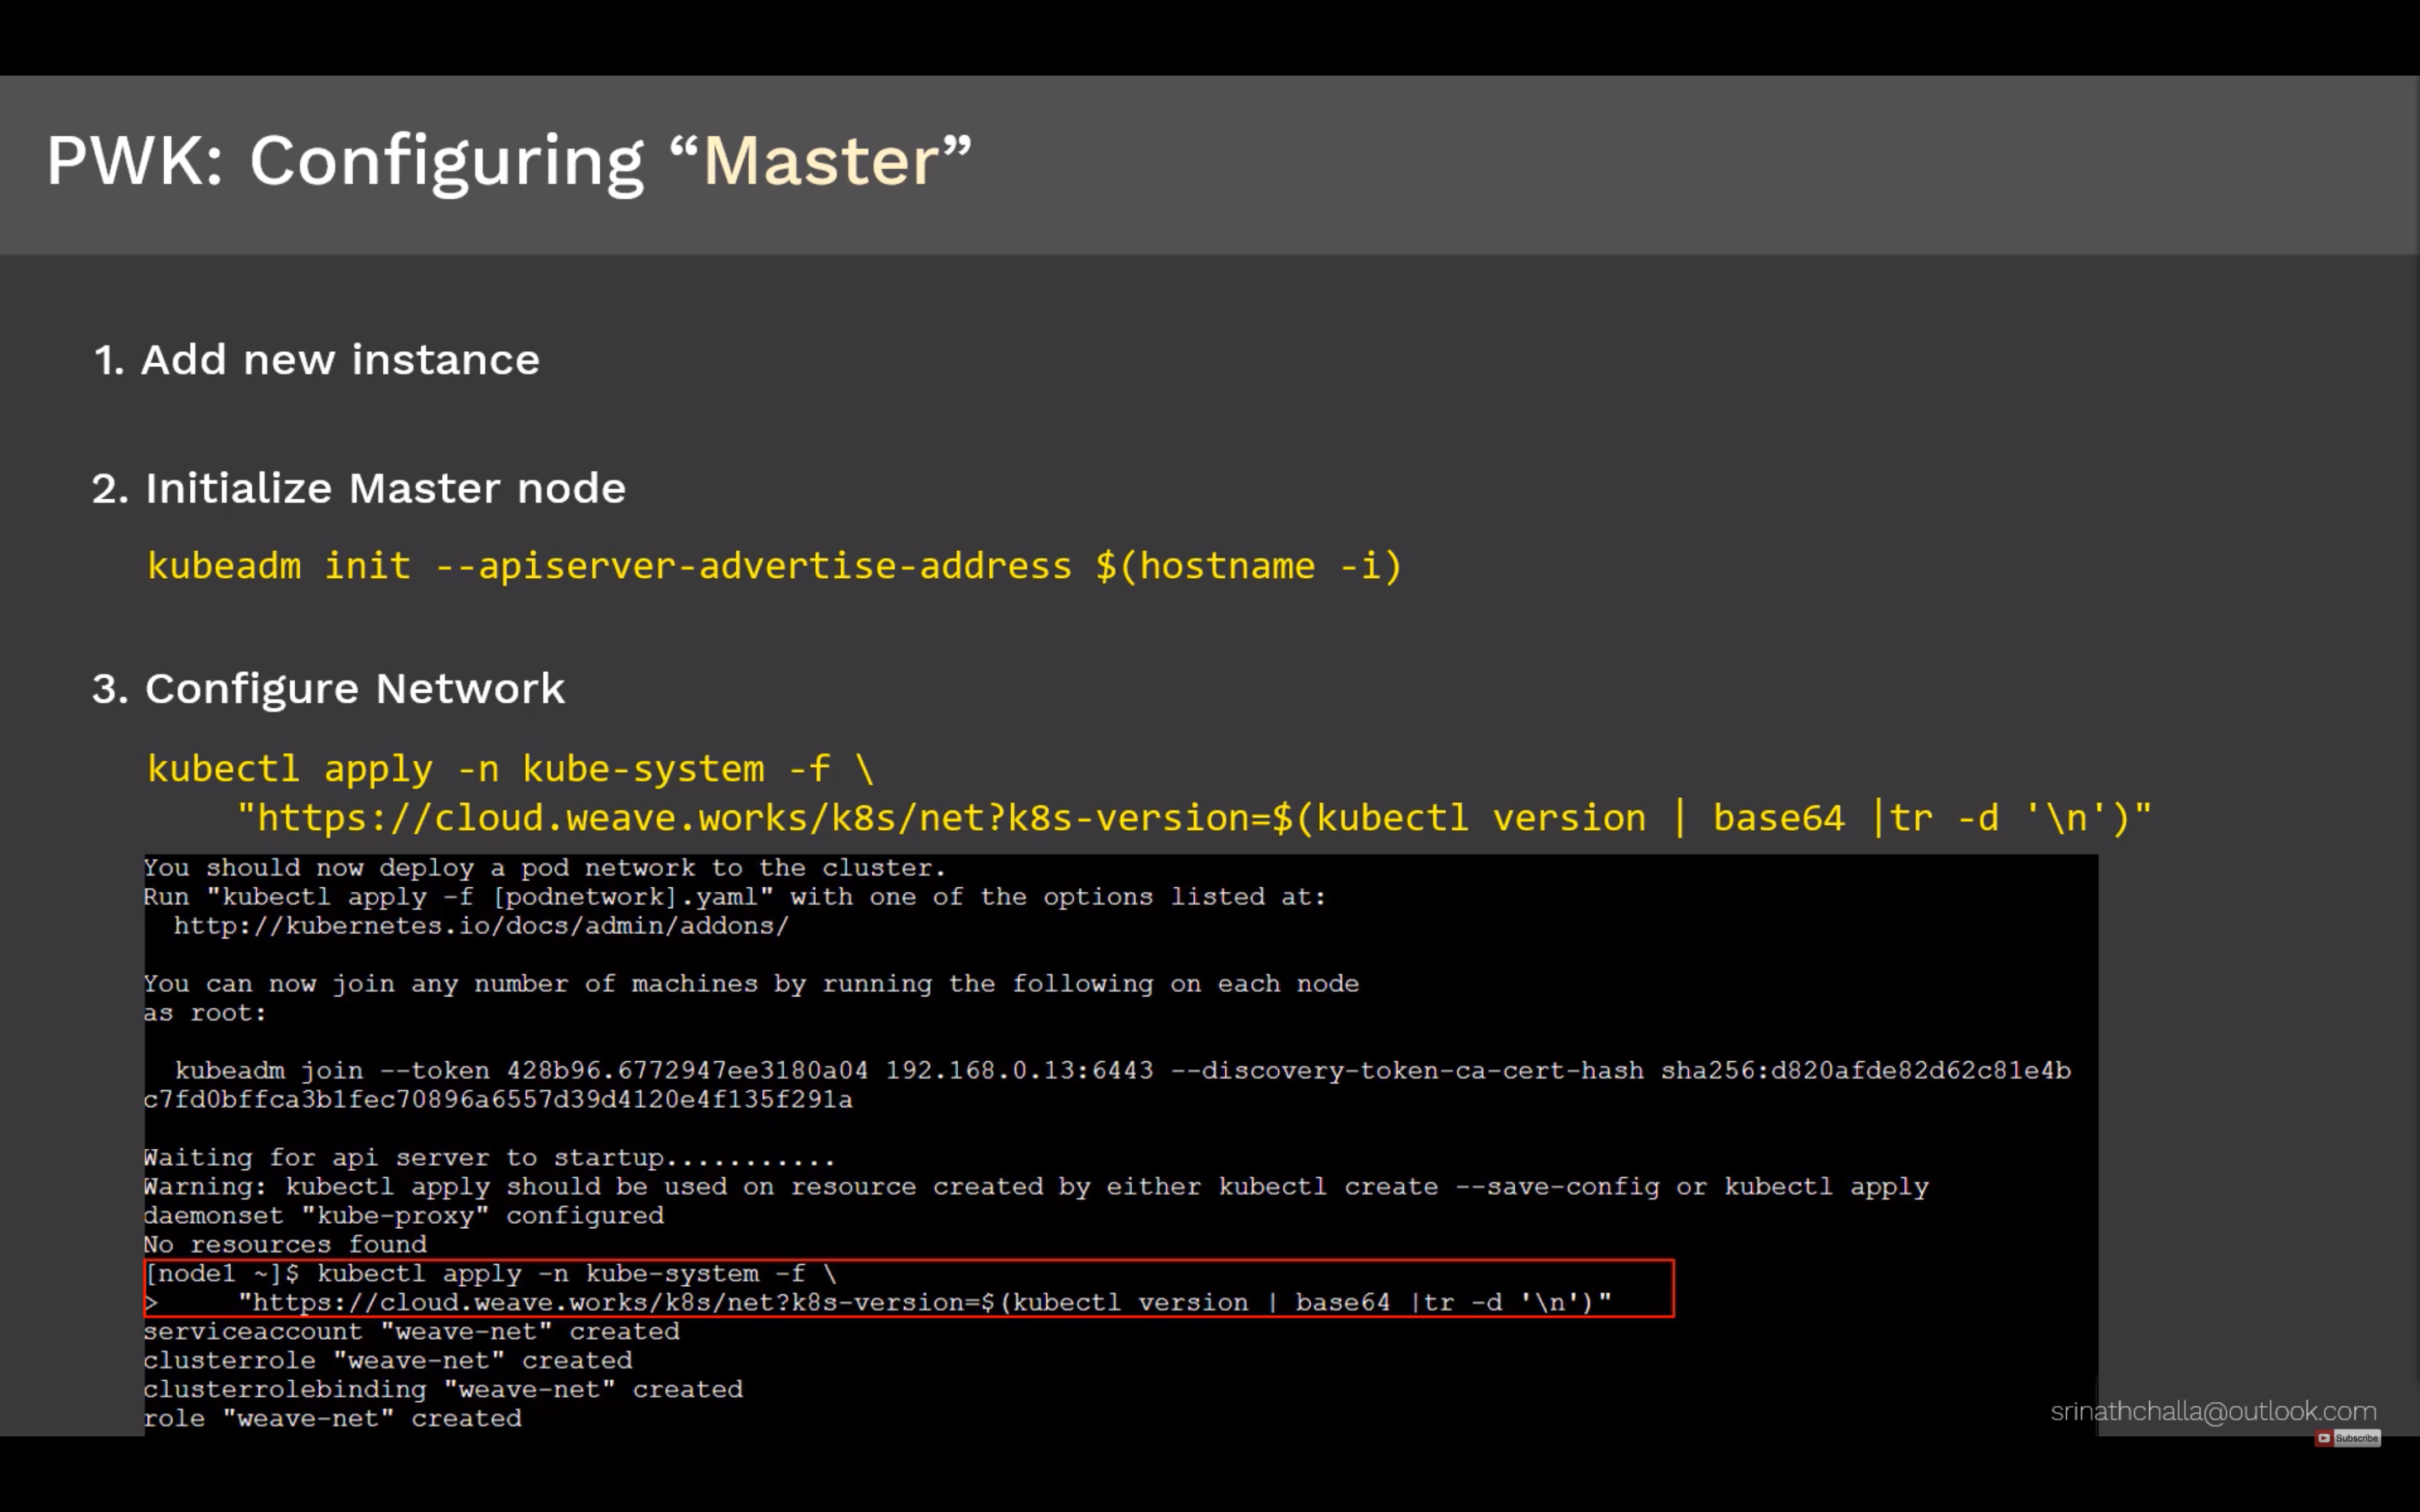 PWK: Configuring “Master”
1. Add new instance
2. Initialize Master node
kubeadm init --apiserver-advertise-address $(hostname -i)
3. Configure Network
kubectl apply -n kube-system -f \
"https://cloud.weave.works/k8s/net?k8s-version=$(kubectl version | base64 |tr -d '\n')"
You should now deploy a pod network to the cluster.
Run "kubectl apply -f [podnetwork].yaml" with one of the options listed at:
http://kubernetes.io/docs/admin/addons/
You can now join any number of machines by running the following on each node
as root:
kubeadm join --token 428b96.6772947ee3180a04 192.168.0.13:6443 --discovery-token-ca-cert-hash sha256:d820afde82d62c81e4b
c7fd0bffca3b1fec70896a6557d39d4120e4f135f291a
Waiting for api server to startup...........
Warning: kubectl apply should be used on resource created by either kubectl create --save-config or kubectl apply
daemonset "kube-proxy" configured
No resources found
[node1 ~]$ kubectl apply -n kube-system -f \
> "https://cloud.weave.works/k8s/net?k8s-version=$(kubectl version | base64 |tr -d '\n')"
serviceaccount "weave-net" created
clusterrole "weave-net" created
clusterrolebinding "weave-net" created
role "weave-net" created
srinathchalla@outlook.com
Subscribe